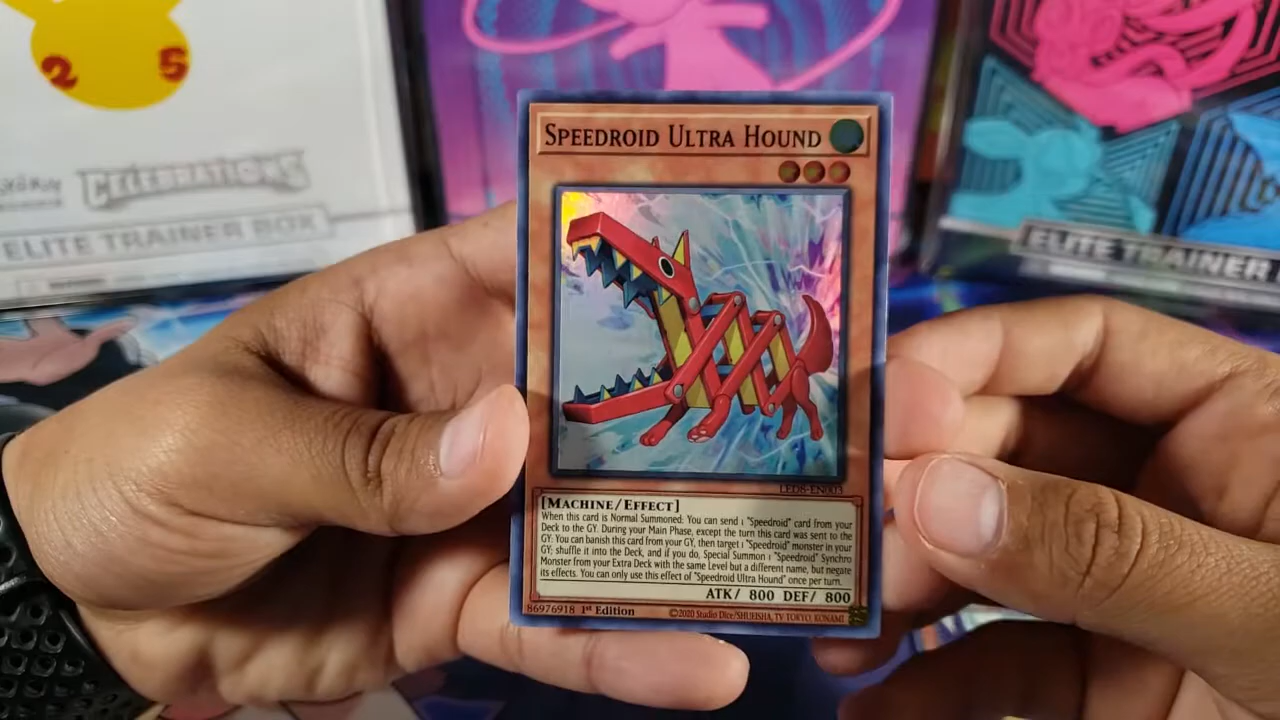 25
CELEBRATIONS
ELITE TRAINER BOX
ELITE TRAINER
SPEEDROID ULTRA HOUND
LED8-EN003
[MACHINE/EFFECT]
When this card is Normal Summoned: You can send 1 "Speedroid" card from your
Deck to the GY. During your Main Phase, except the turn this card was sent to the
GY: You can banish this card from your GY, then target 1 "Speedroid" monster in your
GY; shuffle it into the Deck, and if you do, Special Summon 1 "Speedroid" Synchro
Monster from your Extra Deck with the same Level but a different name, but negate
its effects. You can only use this effect of "Speedroid Ultra Hound" once per turn.
ATK/ 800 DEF/ 800
86976918 1st Edition ©2020 Studio Dice/SHUEISHA, TV TOKYO, KONAMI